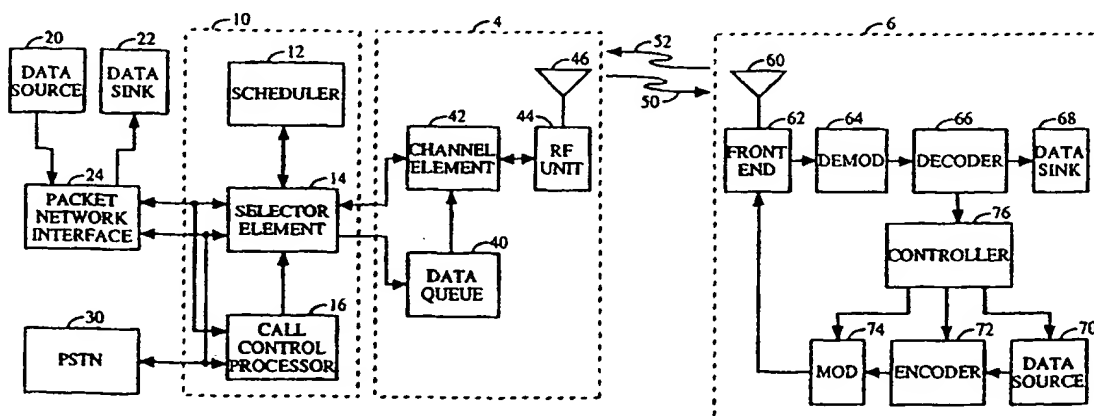 10
4
6
20
DATA
SOURCE
22
DATA
SINK
12
SCHEDULER
52
50
46
60
42
CHANNEL
ELEMENT
44
RF
UNIT
62
FRONT
END
64
DEMOD
66
DECODER
68
DATA
SINK
24
PACKET
NETWORK
INTERFACE
14
SELECTOR
ELEMENT
76
CONTROLLER
40
DATA
QUEUE
30
PSTN
16
CALL
CONTROL
PROCESSOR
74
MOD
72
ENCODER
70
DATA
SOURCE